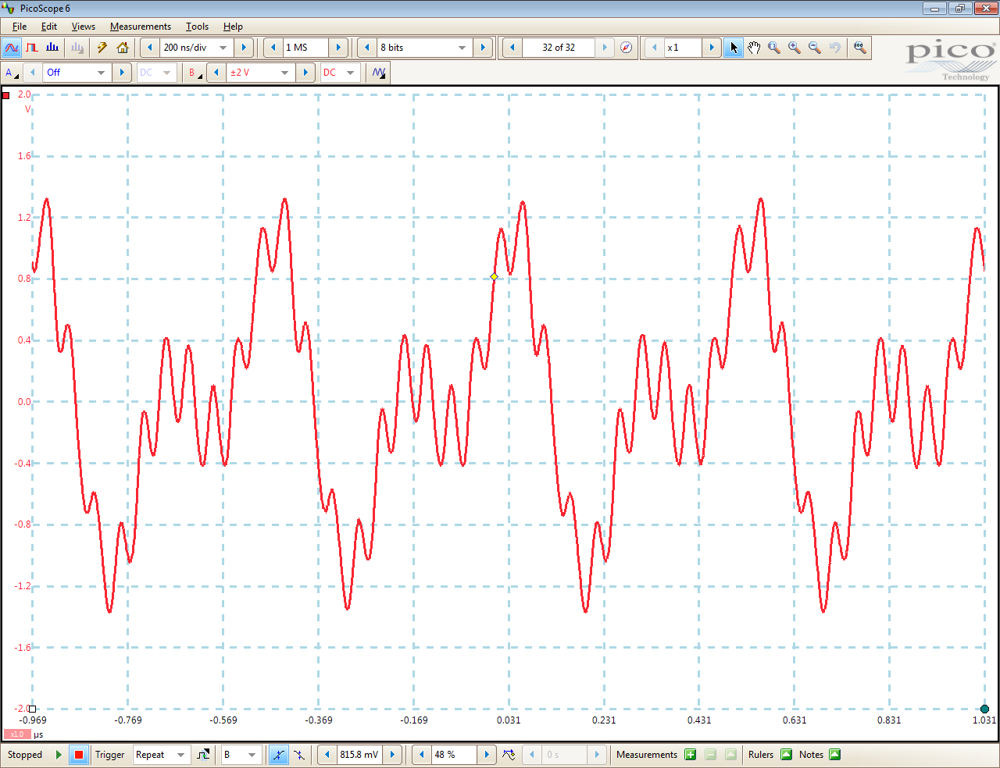 PicoScope 6
File Edit Views Measurements Tools Help
200 ns/div 1 MS 8 bits 32 of 32 x1
pico
Technology
A Off DC B ±2 V DC
2.0
V
1.6
1.2
0.8
0.4
0.0
-0.4
-0.8
-1.2
-1.6
-2.0
-0.969 -0.769 -0.569 -0.369 -0.169 0.031 0.231 0.431 0.631 0.831 1.031
x1.0 µs
Stopped Trigger Repeat B 815.8 mV 48 % 0 s Measurements Rulers Notes